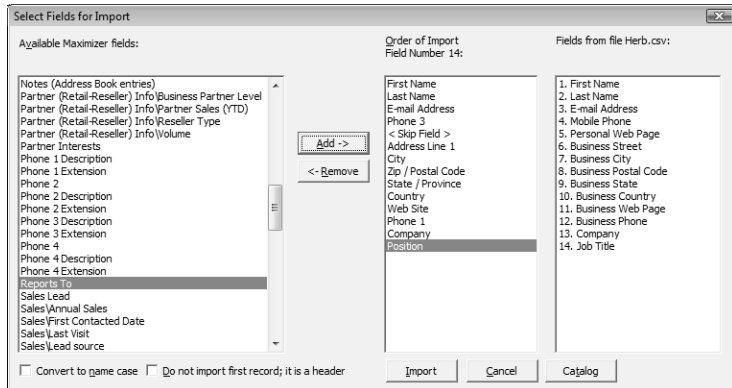 Select Fields for Import
Available Maximizer fields:
Order of Import
Field Number 14:
Fields from file Herb.csv:
Notes (Address Book entries)
Partner (Retail-Reseller) Info\Business Partner Level
Partner (Retail-Reseller) Info\Partner Sales (YTD)
Partner (Retail-Reseller) Info\Reseller Type
Partner (Retail-Reseller) Info\Volume
Partner Interests
Phone 1 Description
Phone 1 Extension
Phone 2
Phone 2 Description
Phone 2 Extension
Phone 3 Description
Phone 3 Extension
Phone 4
Phone 4 Description
Phone 4 Extension
Reports To
Sales Lead
Sales\Annual Sales
Sales\First Contacted Date
Sales\Last Visit
Sales\Lead source
Add ->
<- Remove
First Name
Last Name
E-mail Address
Phone 3
< Skip Field >
Address Line 1
City
Zip / Postal Code
State / Province
Country
Web Site
Phone 1
Company
Position
1. First Name
2. Last Name
3. E-mail Address
4. Mobile Phone
5. Personal Web Page
6. Business Street
7. Business City
8. Business Postal Code
9. Business State
10. Business Country
11. Business Web Page
12. Business Phone
13. Company
14. Job Title
Convert to name case
Do not import first record; it is a header
Import
Cancel
Catalog